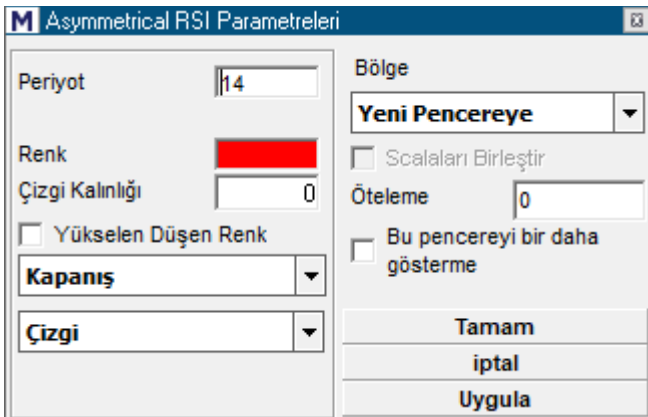 M Asymmetrical RSI Parametreleri
Periyot 14
Renk
Çizgi Kalınlığı 0
Yükselen Düşen Renk
Kapanış
Çizgi
Bölge
Yeni Pencereye
Scalaları Birleştir
Öteleme 0
Bu pencereyi bir daha
gösterme
Tamam
iptal
Uygula